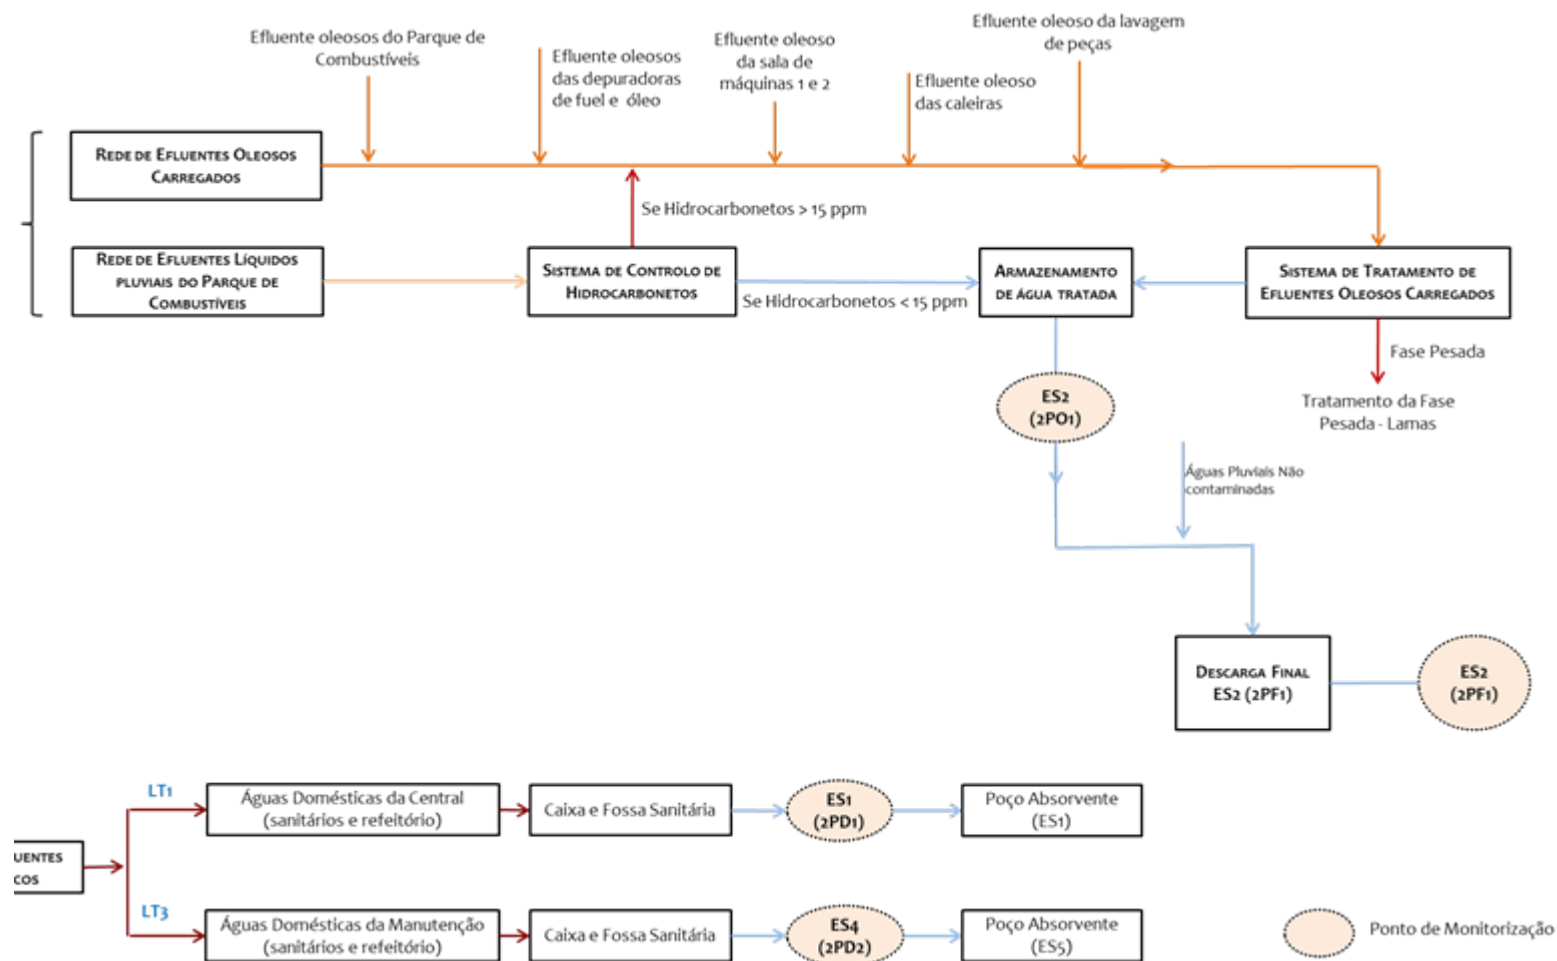 Efluente oleosos do Parque de
Combustíveis
Efluente oleosos
das depuradoras
de fuel e óleo
Efluente oleoso
da sala de
máquinas 1 e 2
Efluente oleoso
das caleiras
Efluente oleoso da lavagem
de peças
REDE DE EFLUENTES OLEOSOS
CARREGADOS
Se Hidrocarbonetos > 15 ppm
REDE DE EFLUENTES LÍQUIDOS
PLUVIAIS DO PARQUE DE
COMBUSTÍVEIS
SISTEMA DE CONTROLO DE
HIDROCARBONETOS
Se Hidrocarbonetos < 15 ppm
ARMAZENAMENTO
DE ÁGUA TRATADA
SISTEMA DE TRATAMENTO DE
EFLUENTES OLEOSOS CARREGADOS
Fase Pesada
Tratamento da Fase
Pesada - Lamas
ES2
(2PO1)
Águas Pluviais Não
contaminadas
DESCARGA FINAL
ES2 (2PF1)
ES2
(2PF1)
UENTES
COS
LT1
Águas Domésticas da Central
(sanitários e refeitório)
Caixa e Fossa Sanitária
ES1
(2PD1)
Poço Absorvente
(ES1)
LT3
Águas Domésticas da Manutenção
(sanitários e refeitório)
Caixa e Fossa Sanitária
ES4
(2PD2)
Poço Absorvente
(ES5)
Ponto de Monitorização